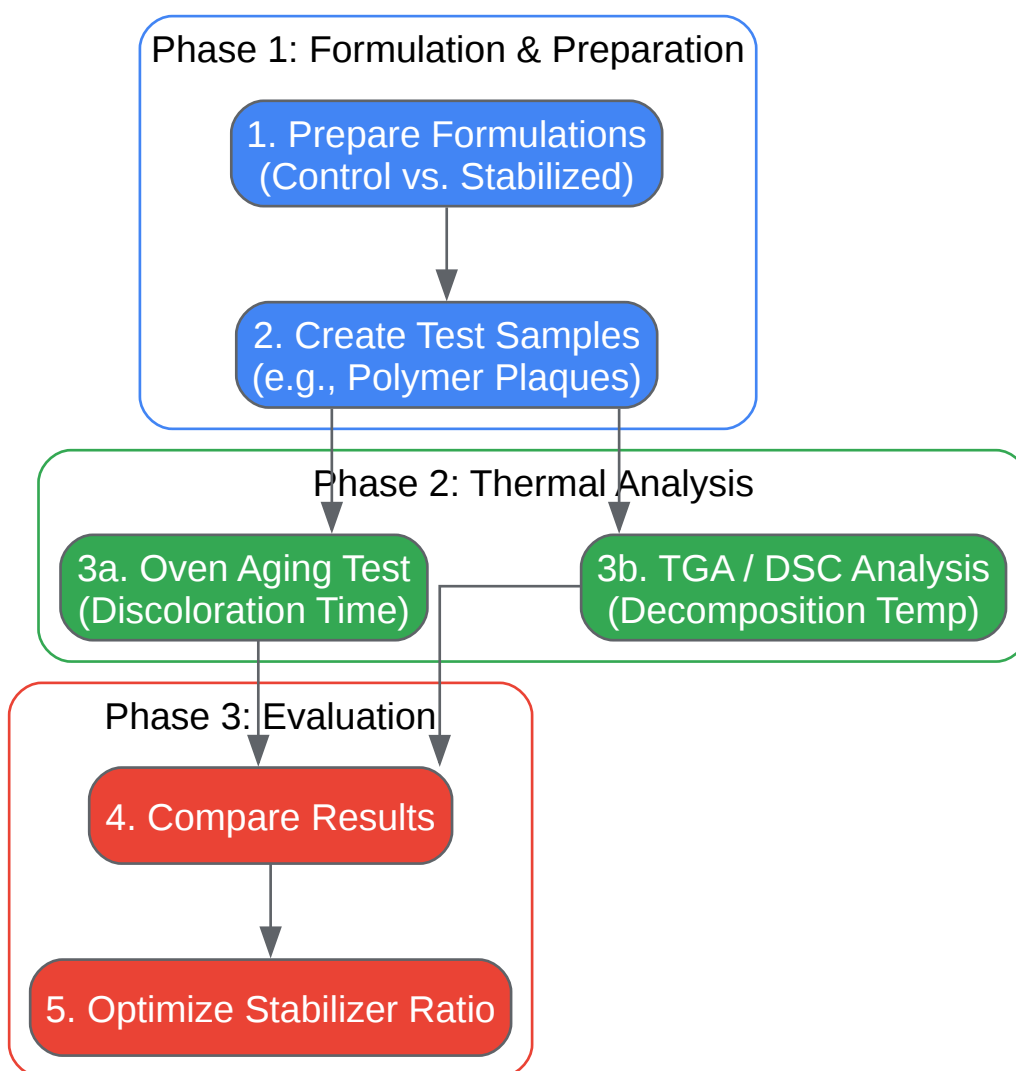 Phase 1: Formulation & Preparation
1. Prepare Formulations
(Control vs. Stabilized)
2. Create Test Samples
(e.g., Polymer Plaques)
Phase 2: Thermal Analysis
3a. Oven Aging Test
(Discoloration Time)
3b. TGA / DSC Analysis
(Decomposition Temp)
Phase 3: Evaluation
4. Compare Results
5. Optimize Stabilizer Ratio